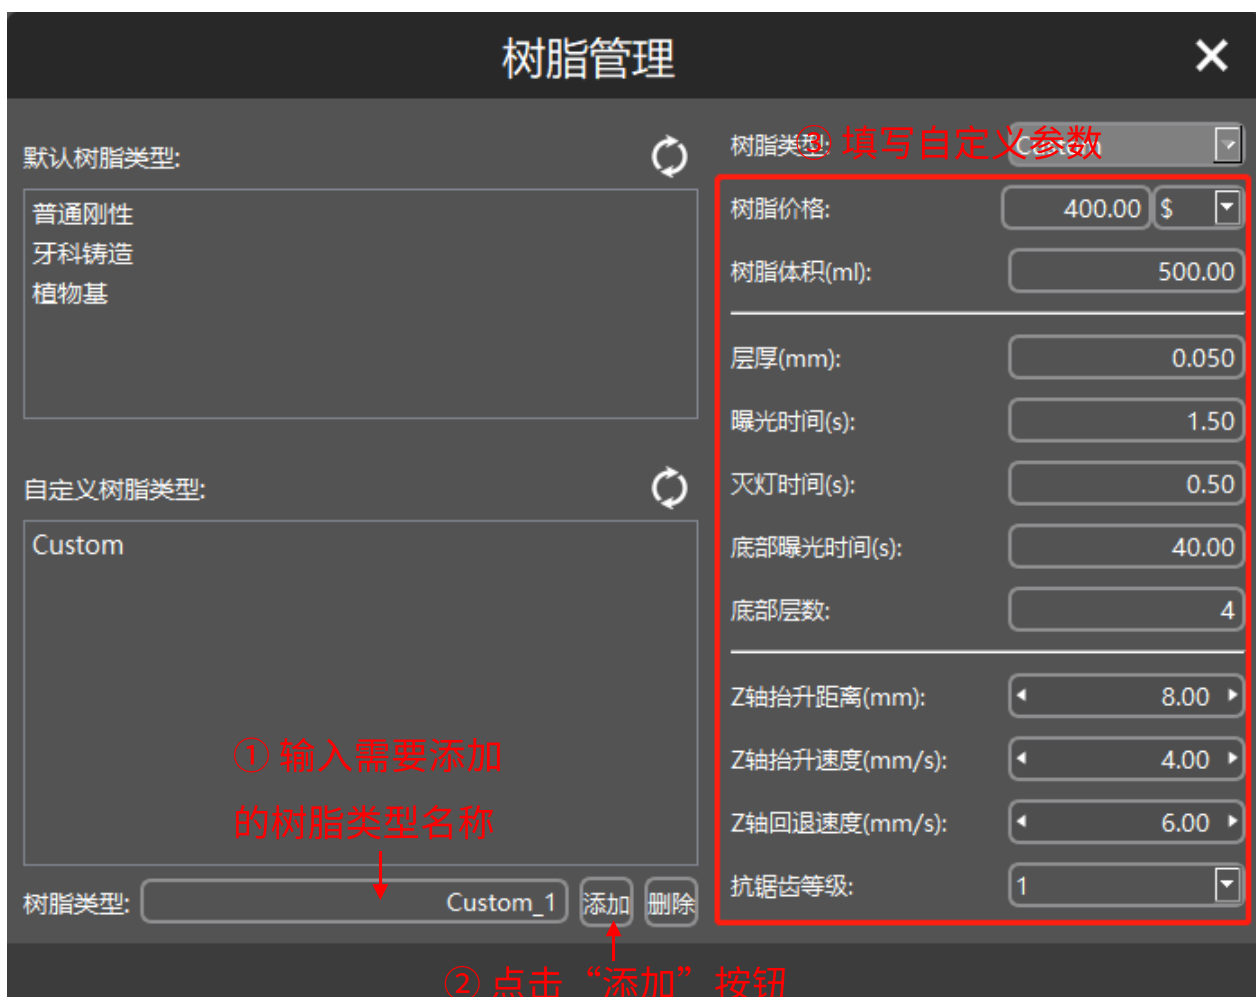 树脂管理
默认树脂类型:
普通刚性
牙科铸造
植物基
自定义树脂类型:
Custom
① 输入需要添加
的树脂类型名称
树脂类型: Custom_1 添加 删除
② 点击“添加”按钮
树脂类型: Custom
③ 填写自定义参数
树脂价格: 400.00 $
树脂体积(ml): 500.00
层厚(mm): 0.050
曝光时间(s): 1.50
灭灯时间(s): 0.50
底部曝光时间(s): 40.00
底部层数: 4
Z轴抬升距离(mm): 8.00
Z轴抬升速度(mm/s): 4.00
Z轴回退速度(mm/s): 6.00
抗锯齿等级: 1